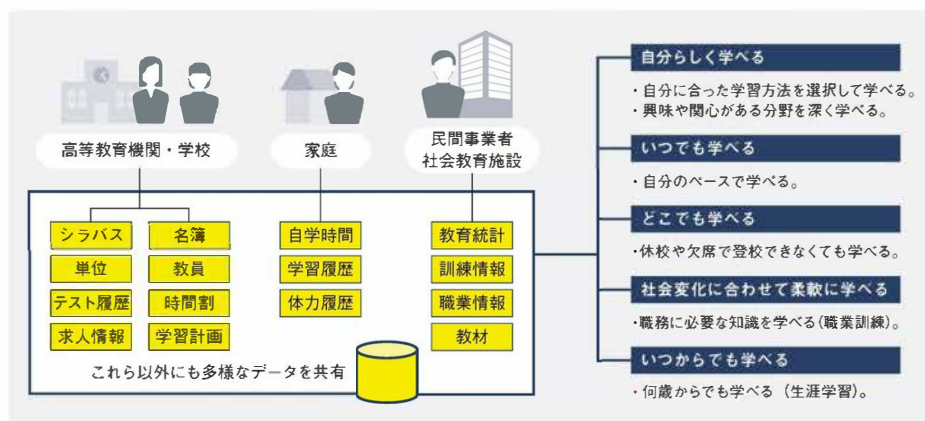 高等教育機関・学校
家庭
民間事業者
社会教育施設
シラバス
名簿
単位
教員
テスト履歴
時間割
求人情報
学習計画
自学時間
学習履歴
体力履歴
教育統計
訓練情報
職業情報
教材
これら以外にも多様なデータを共有
自分らしく学べる
・自分に合った学習方法を選択して学べる。
・興味や関心がある分野を深く学べる。
いつでも学べる
・自分のペースで学べる。
どこでも学べる
・休校や欠席で登校できなくても学べる。
社会変化に合わせて柔軟に学べる
・職務に必要な知識を学べる(職業訓練)。
いつからでも学べる
・何歳からでも学べる（生涯学習）。